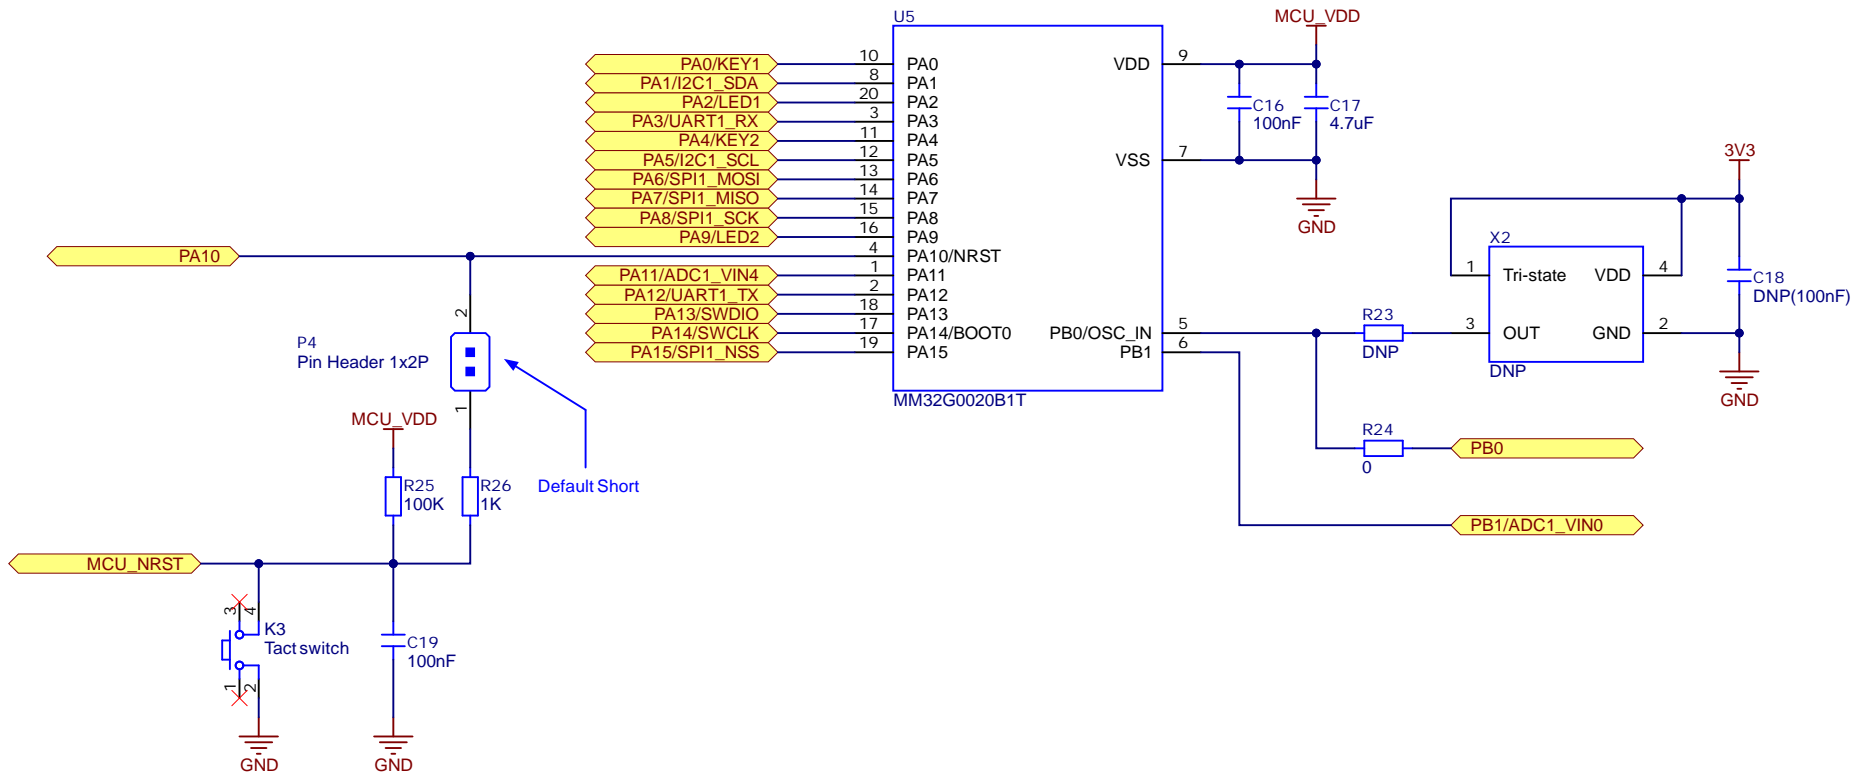 U5
MCU_VDD
PA0/KEY1 10 PA0 VDD 9
PA1/I2C1_SDA 8 PA1
PA2/LED1 20 PA2
PA3/UART1_RX 3 PA3
PA4/KEY2 11 PA4
PA5/I2C1_SCL 12 PA5 VSS 7
PA6/SPI1_MOSI 13 PA6
PA7/SPI1_MISO 14 PA7
PA8/SPI1_SCK 15 PA8
PA9/LED2 16 PA9
PA10 4 PA10/NRST
PA11/ADC1_VIN4 1 PA11
PA12/UART1_TX 2 PA12
PA13/SWDIO 18 PA13
PA14/SWCLK 17 PA14/BOOT0 PB0/OSC_IN 5
PA15/SPI1_NSS 19 PA15 PB1 6
MM32G0020B1T
C16
100nF
C17
4.7uF
GND
3V3
X2
1 Tri-state VDD 4
3 OUT GND 2
DNP
C18
DNP(100nF)
GND
R23
DNP
R24
0
PB0
PB1/ADC1_VIN0
2
P4
Pin Header 1x2P
1
Default Short
MCU_VDD
R25
100K
R26
1K
MCU_NRST
3 4
K3
Tact switch
1 2
C19
100nF
GND
GND